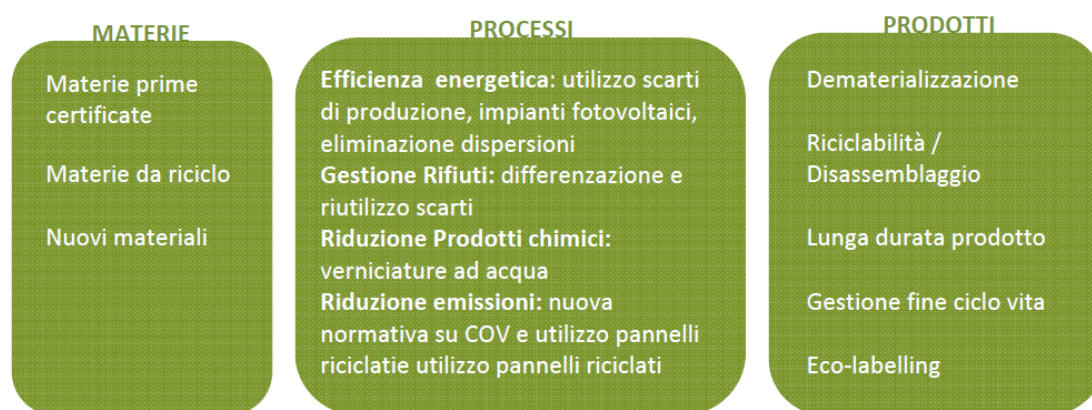 MATERIE
Materie prime
certificate
Materie da riciclo
Nuovi materiali
PROCESSI
Efficienza energetica: utilizzo scarti
di produzione, impianti fotovoltaici,
eliminazione dispersioni
Gestione Rifiuti: differenzazione e
riutilizzo scarti
Riduzione Prodotti chimici:
verniciature ad acqua
Riduzione emissioni: nuova
normativa su COV e utilizzo pannelli
riciclatie utilizzo pannelli riciclati
PRODOTTI
Dematerializzazione
Riciclabilità /
Disassemblaggio
Lunga durata prodotto
Gestione fine ciclo vita
Eco-labelling